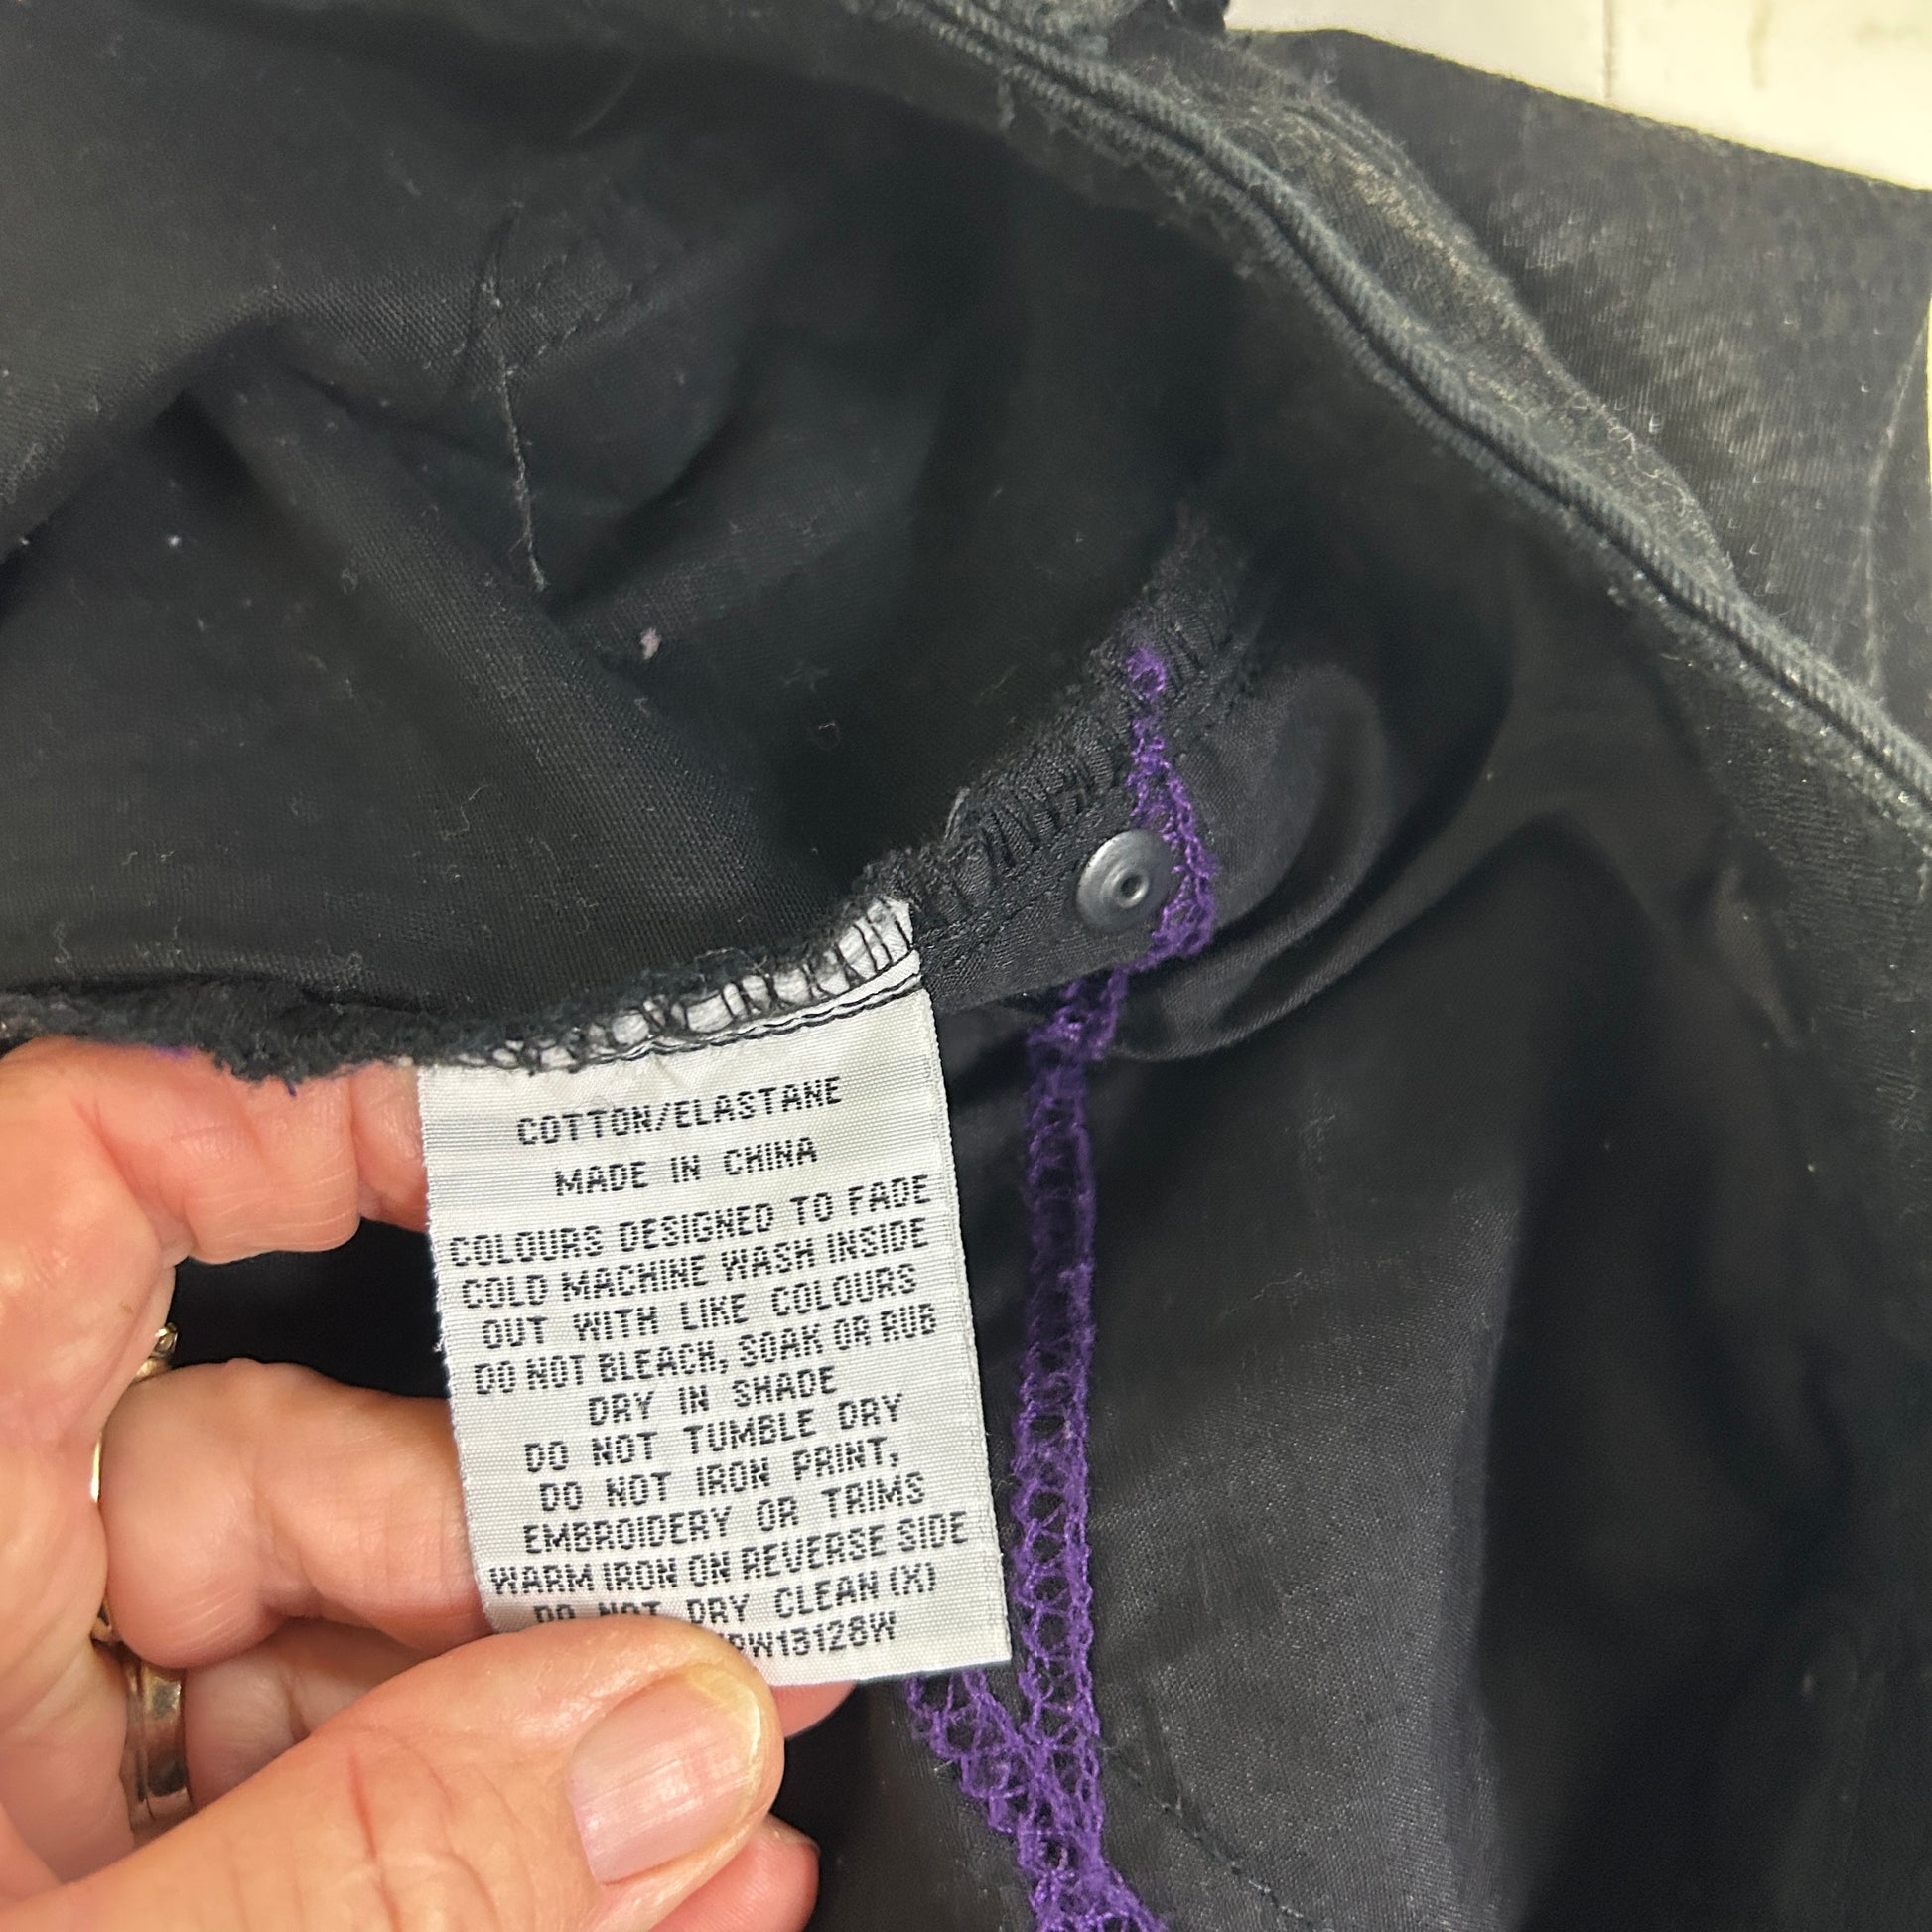 COTTON/ELASTANE
MADE IN CHINA
COLOURS DESIGNED TO FADE
COLD MACHINE WASH INSIDE
OUT WITH LIKE COLOURS
DO NOT BLEACH, SOAK OR RUB
DRY IN SHADE
DO NOT TUMBLE DRY
DO NOT IRON PRINT,
EMBROIDERY OR TRIMS
WARM IRON ON REVERSE SIDE
DO NOT DRY CLEAN (X)